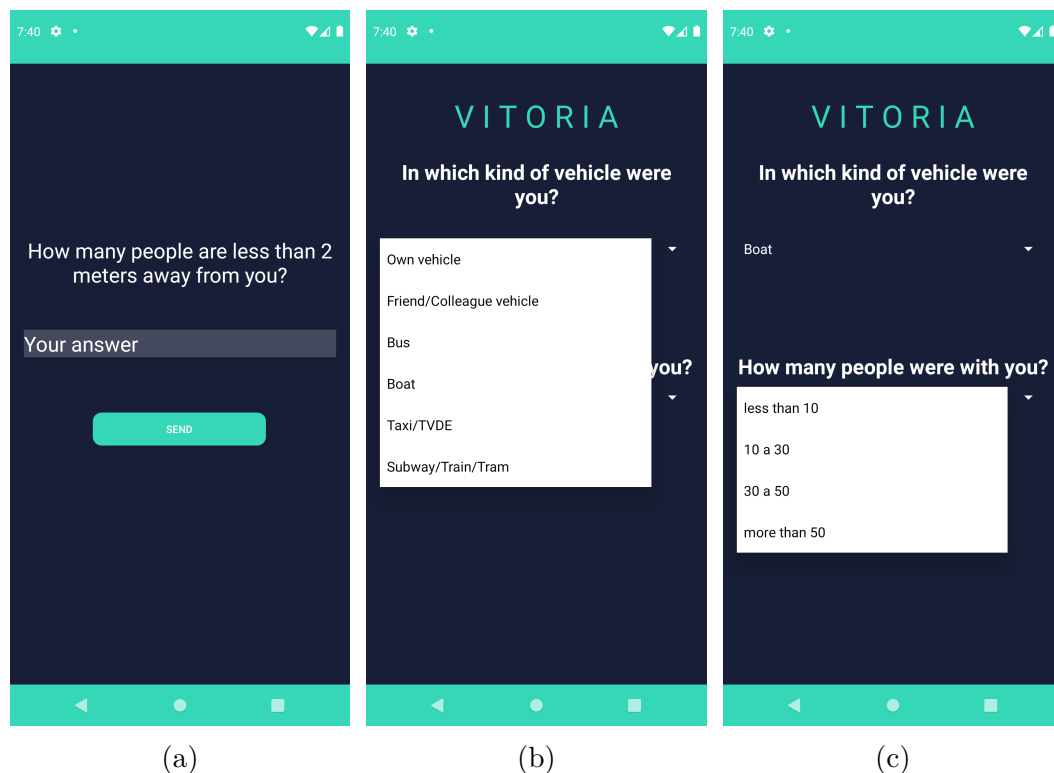 7:40
How many people are less than 2
meters away from you?
Your answer
SEND
(a)
7:40
VITORIA
In which kind of vehicle were
you?
Own vehicle
Friend/Colleague vehicle
Bus
Boat
Taxi/TVDE
Subway/Train/Tram
you?
(b)
7:40
VITORIA
In which kind of vehicle were
you?
Boat
How many people were with you?
less than 10
10 a 30
30 a 50
more than 50
(c)